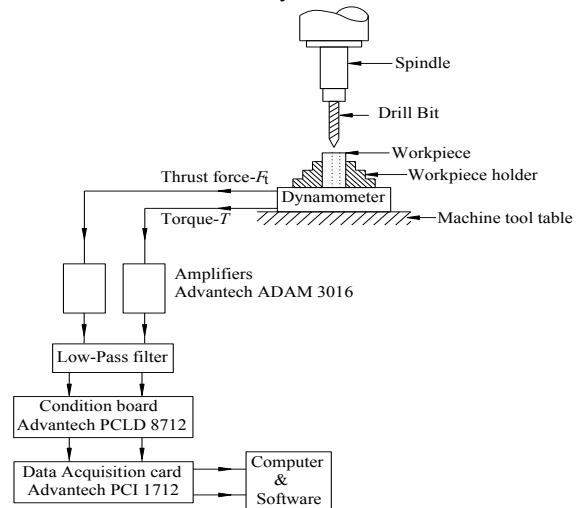 Spindle
Drill Bit
Workpiece
Workpiece holder
Thrust force-Ft
Dynamometer
Torque-T
Machine tool table
Amplifiers
Advantech ADAM 3016
Low-Pass filter
Condition board
Advantech PCLD 8712
Data Acquisition card
Advantech PCI 1712
Computer
&
Software